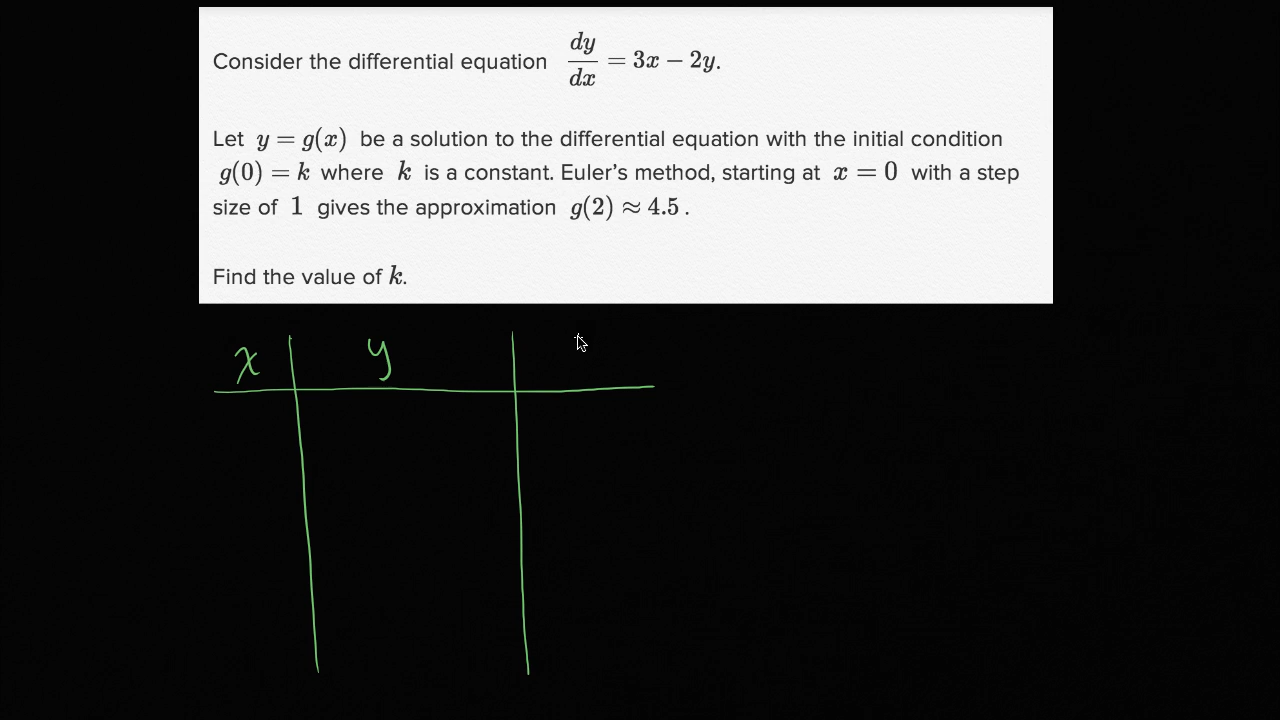 Consider the differential equation dy/dx = 3x − 2y.
Let y = g(x) be a solution to the differential equation with the initial condition
g(0) = k where k is a constant. Euler’s method, starting at x = 0 with a step
size of 1 gives the approximation g(2) ≈ 4.5.
Find the value of k.
x y